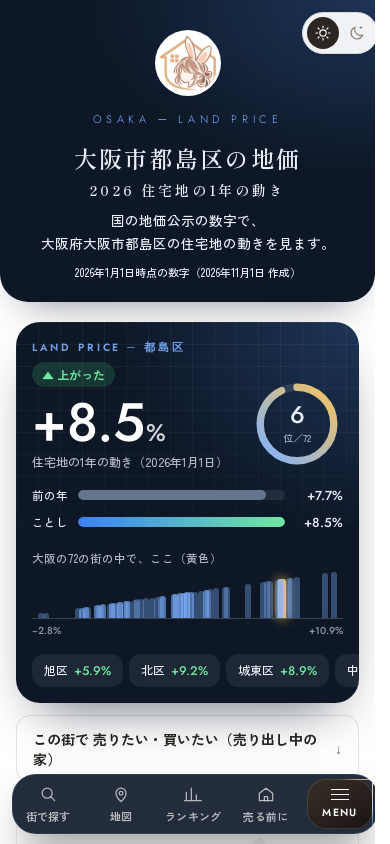 OSAKA — LAND PRICE
大阪市都島区の地価
2026 住宅地の1年の動き
国の地価公示の数字で、
大阪府大阪市都島区の住宅地の動きを見ます。
2026年1月1日時点の数字（2026年11月1日 作成）
LAND PRICE — 都島区
▲ 上がった
+8.5%
6
位／72
住宅地の1年の動き（2026年1月1日）
前の年 +7.7%
ことし +8.5%
大阪の72の街の中で、ここ（黄色）
−2.8% +10.9%
旭区 +5.9% 北区 +9.2% 城東区 +8.9% 中
この街で 売りたい・買いたい（売り出し中の
家） ↓
街で探す 地図 ランキング 売る前に MENU